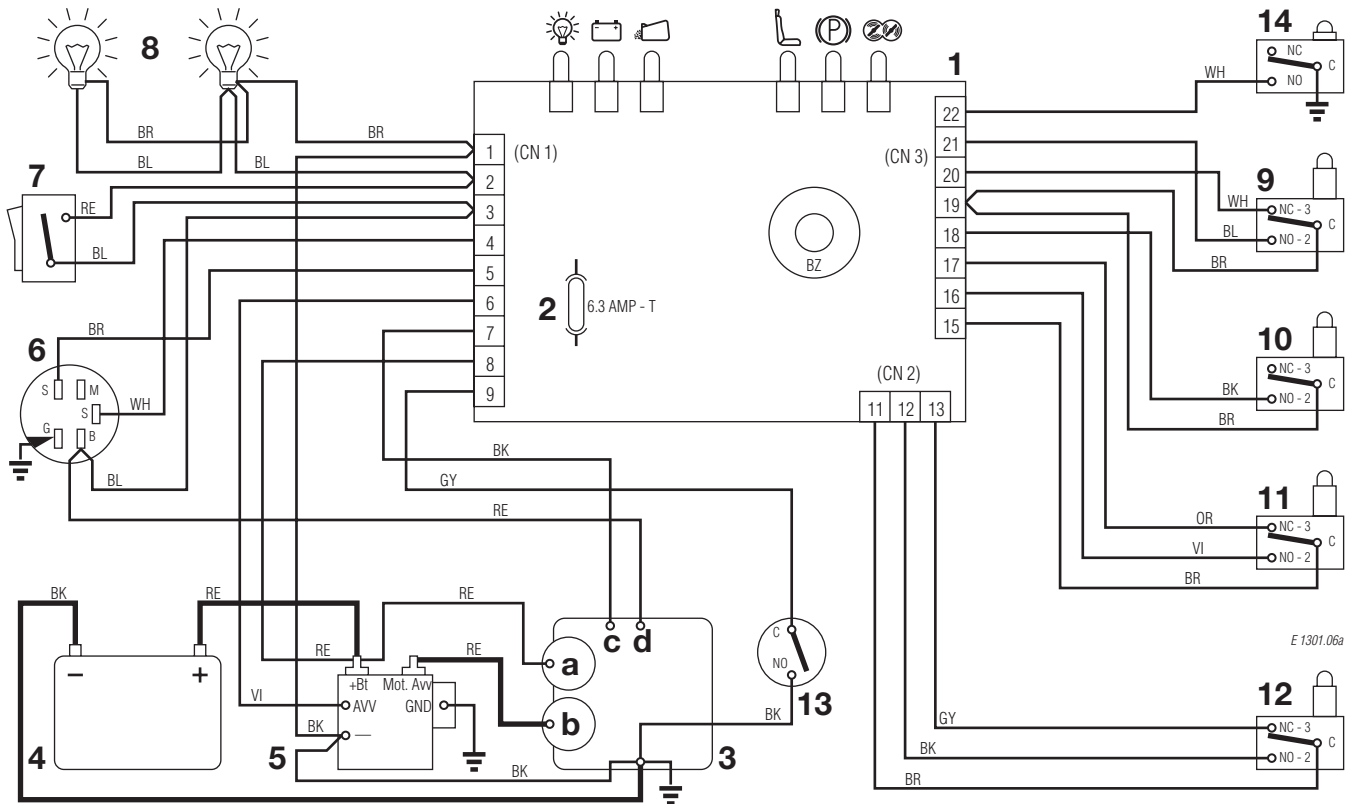 8
1
14
NC
C
NO
WH
22
BR
BR
1
(CN 1)
(CN 3)
21
BL
BL
2
20
9
7
RE
3
19
WH
NC - 3
C
BL
NO - 2
18
4
BL
BZ
BR
17
5
2
6.3 AMP - T
16
6
BR
15
7
6
10
8
NC - 3
C
(CN 2)
BK
NO - 2
S
M
9
S
WH
11
12
13
BR
G
B
BK
GY
BL
11
RE
OR
NC - 3
C
VI
NO - 2
BR
BK
RE
RE
E 1301.06a
c
d
C
RE
RE
a
NO
–
+
+Bt
Mot. Avv
12
VI
AVV
GND
13
GY
NC - 3
b
BK
C
BK
—
BK
NO - 2
4
5
3
BK
BR
P